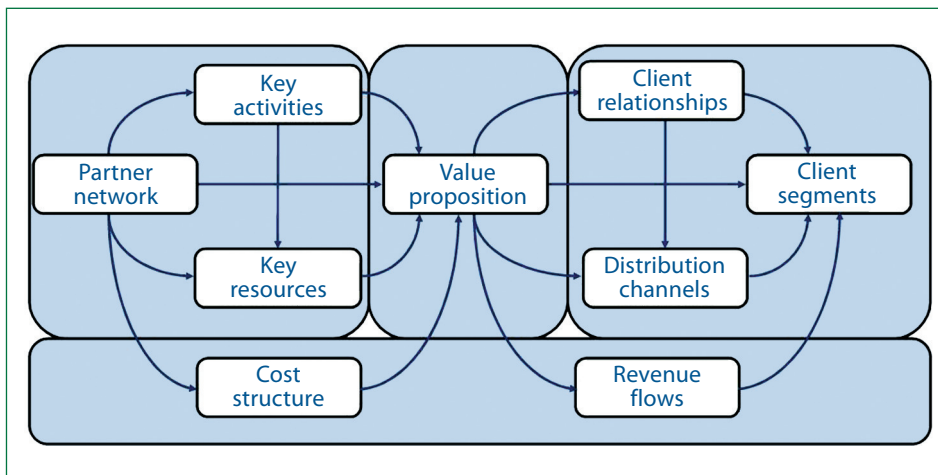 Key
activities
Client
relationships
Partner
network
Value
proposition
Client
segments
Key
resources
Distribution
channels
Cost
structure
Revenue
flows